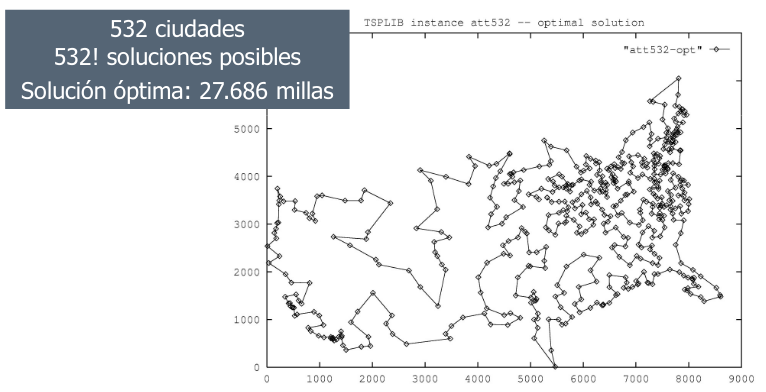 532 ciudades
532! soluciones posibles
Solución óptima: 27.686 millas
TSPLIB instance att532 -- optimal solution
"att532-opt"
5000
4000
3000
2000
1000
0
0 1000 2000 3000 4000 5000 6000 7000 8000 9000